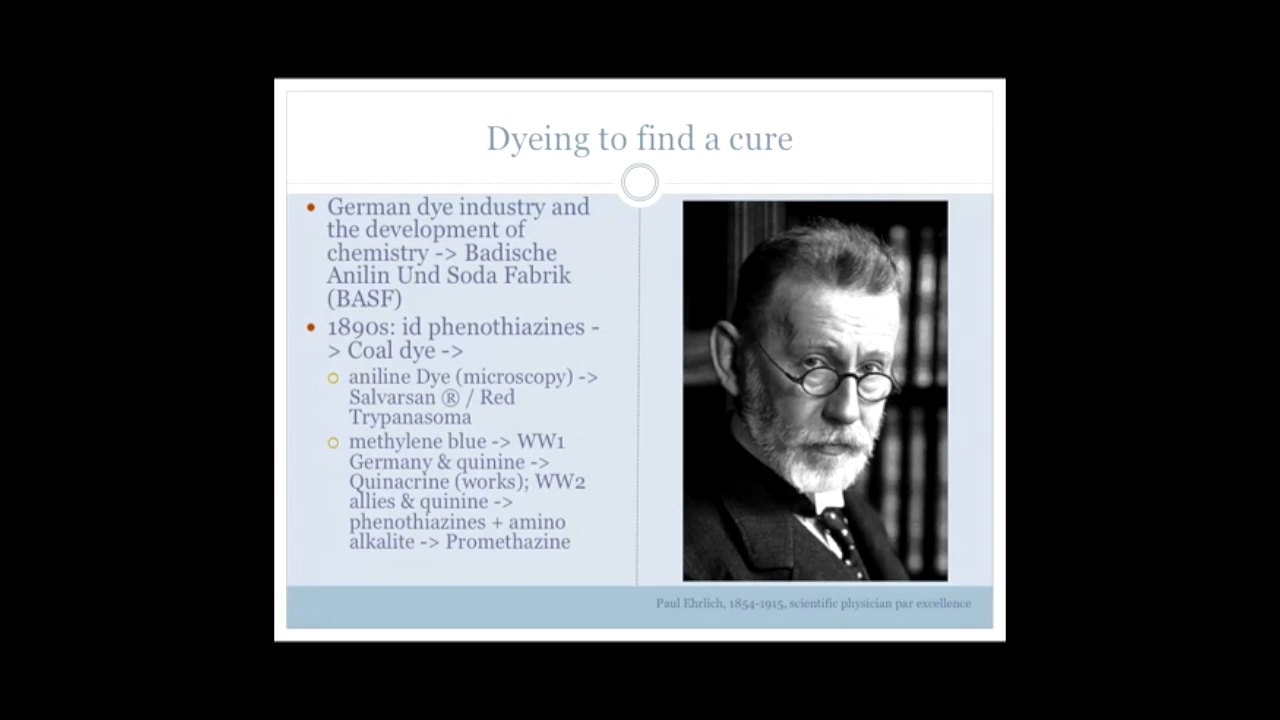 Dyeing to find a cure
German dye industry and
the development of
chemistry -> Badische
Anilin Und Soda Fabrik
(BASF)
1890s: id phenothiazines -
> Coal dye ->
aniline Dye (microscopy) ->
Salvarsan ® / Red
Trypanasoma
methylene blue -> WW1
Germany & quinine ->
Quinacrine (works); WW2
allies & quinine ->
phenothiazines + amino
alkalite -> Promethazine
Paul Ehrlich, 1854-1915, scientific physician par excellence